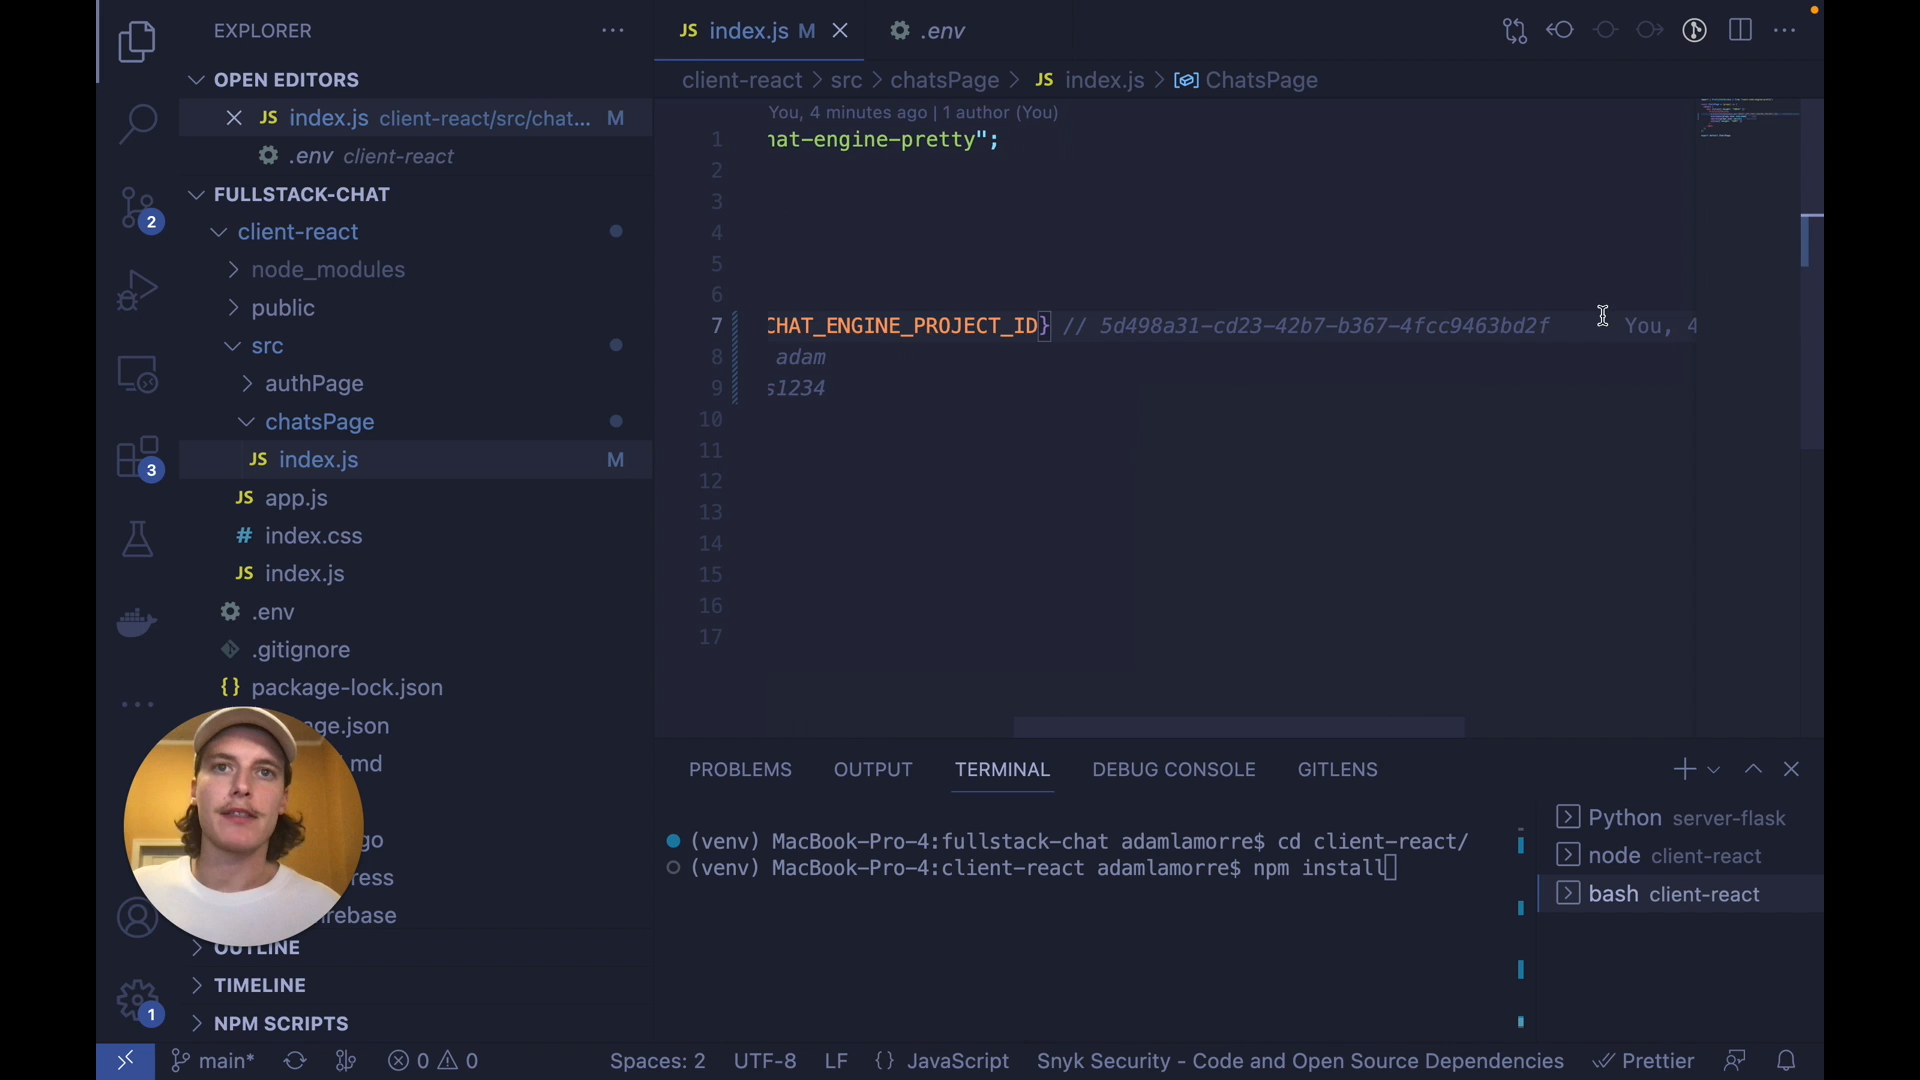 EXPLORER
OPEN EDITORS
JS index.js client-react/src/chat... M
.env client-react
FULLSTACK-CHAT
client-react
node_modules
public
src
authPage
chatsPage
JS index.js M
JS app.js
# index.css
JS index.js
.env
.gitignore
{} package-lock.json
age.json
md
go
ress
rebase
OUTLINE
TIMELINE
NPM SCRIPTS
2
3
1
JS index.js M
.env
client-react > src > chatsPage > JS index.js > ChatsPage
You, 4 minutes ago | 1 author (You)
1 hat-engine-pretty";
2
3
4
5
6
7 CHAT_ENGINE_PROJECT_ID} // 5d498a31-cd23-42b7-b367-4fcc9463bd2f You, 4
8 adam
9 s1234
10
11
12
13
14
15
16
17
PROBLEMS OUTPUT TERMINAL DEBUG CONSOLE GITLENS
(venv) MacBook-Pro-4:fullstack-chat adamlamorre$ cd client-react/
(venv) MacBook-Pro-4:client-react adamlamorre$ npm install
Python server-flask
node client-react
bash client-react
main* 0 0 Spaces: 2 UTF-8 LF {} JavaScript Snyk Security - Code and Open Source Dependencies Prettier